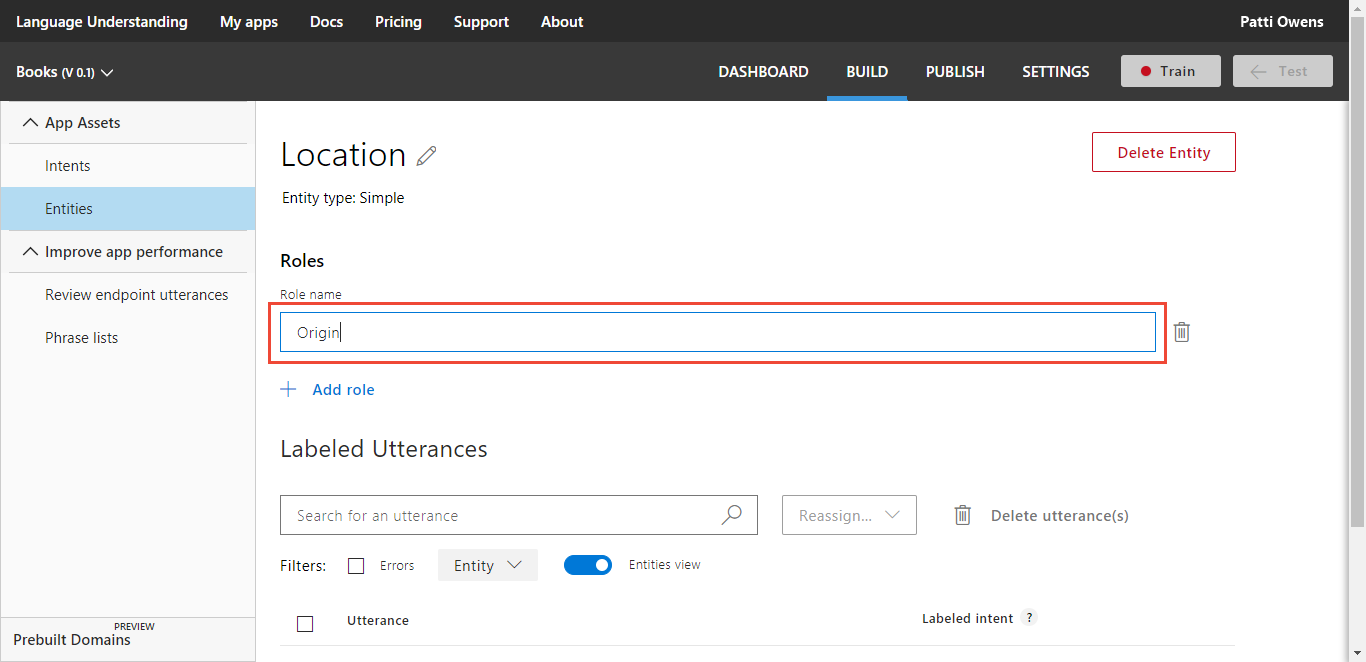 Language Understanding My apps Docs Pricing Support About Patti Owens
Books (V 0.1) DASHBOARD BUILD PUBLISH SETTINGS Train Test
App Assets
Intents
Entities
Improve app performance
Review endpoint utterances
Phrase lists
PREVIEW
Prebuilt Domains
Location
Delete Entity
Entity type: Simple
Roles
Role name
Origin
+ Add role
Labeled Utterances
Search for an utterance Reassign... Delete utterance(s)
Filters: Errors Entity Entities view
Utterance Labeled intent ?